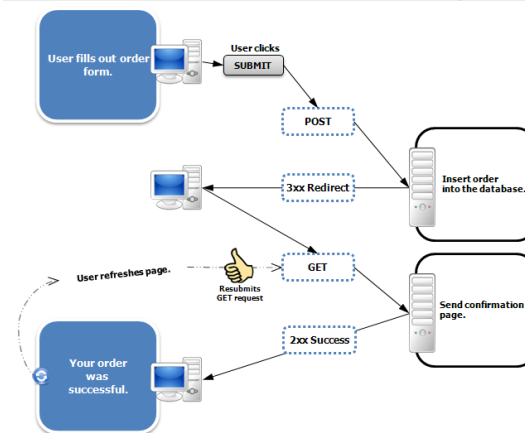 User fills out order
form.
User clicks
SUBMIT
POST
Insert order
into the database.
3xx Redirect
User refreshes page.
Resubmits
GET request
GET
Send confirmation
page.
2xx Success
Your order
was
successful.